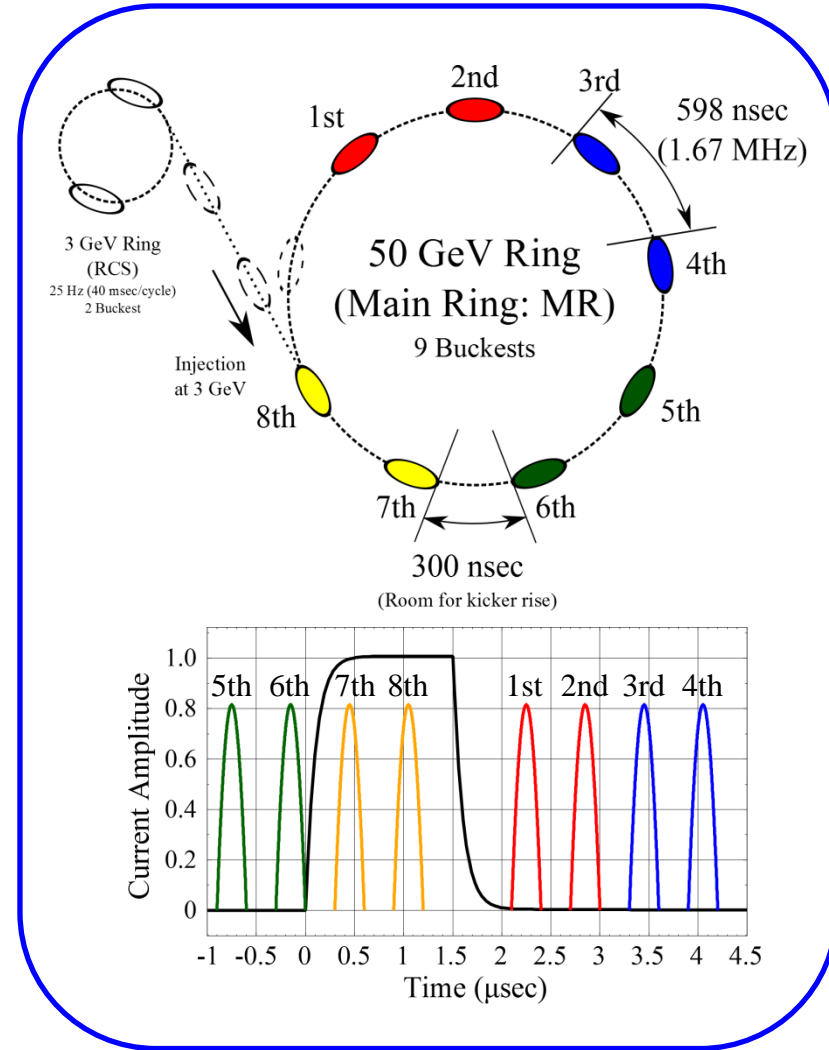 2nd
3rd
1st
598 nsec
(1.67 MHz)
3 GeV Ring
(RCS)
25 Hz (40 msec/cycle)
2 Buckest
50 GeV Ring
(Main Ring: MR)
9 Buckests
4th
Injection
at 3 GeV
8th
5th
7th
6th
300 nsec
(Room for kicker rise)
Current Amplitude
1.0
0.8
0.6
0.4
0.2
0
5th 6th 7th 8th 1st 2nd 3rd 4th
-1 -0.5 0 0.5 1 1.5 2 2.5 3 3.5 4 4.5
Time (μsec)